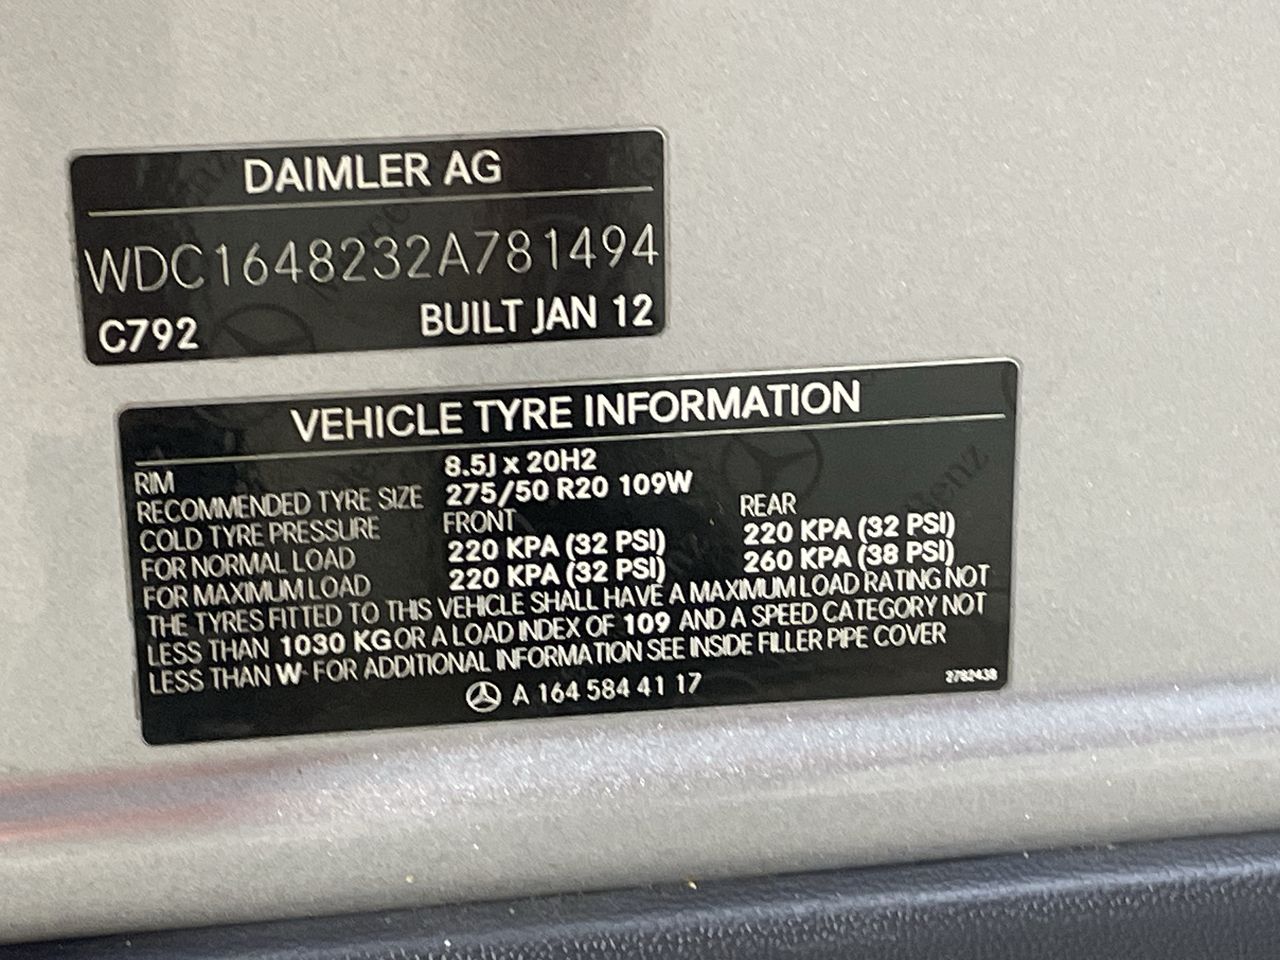 DAIMLER AG
WDC1648232A781494
C792 BUILT JAN 12
VEHICLE TYRE INFORMATION
RIM 8.5J x 20H2
RECOMMENDED TYRE SIZE 275/50 R20 109W
COLD TYRE PRESSURE FRONT REAR
FOR NORMAL LOAD 220 KPA (32 PSI) 220 KPA (32 PSI)
FOR MAXIMUM LOAD 220 KPA (32 PSI) 260 KPA (38 PSI)
THE TYRES FITTED TO THIS VEHICLE SHALL HAVE A MAXIMUM LOAD RATING NOT
LESS THAN 1030 KG OR A LOAD INDEX OF 109 AND A SPEED CATEGORY NOT
LESS THAN W· FOR ADDITIONAL INFORMATION SEE INSIDE FILLER PIPE COVER
A 164 584 41 17
2782438